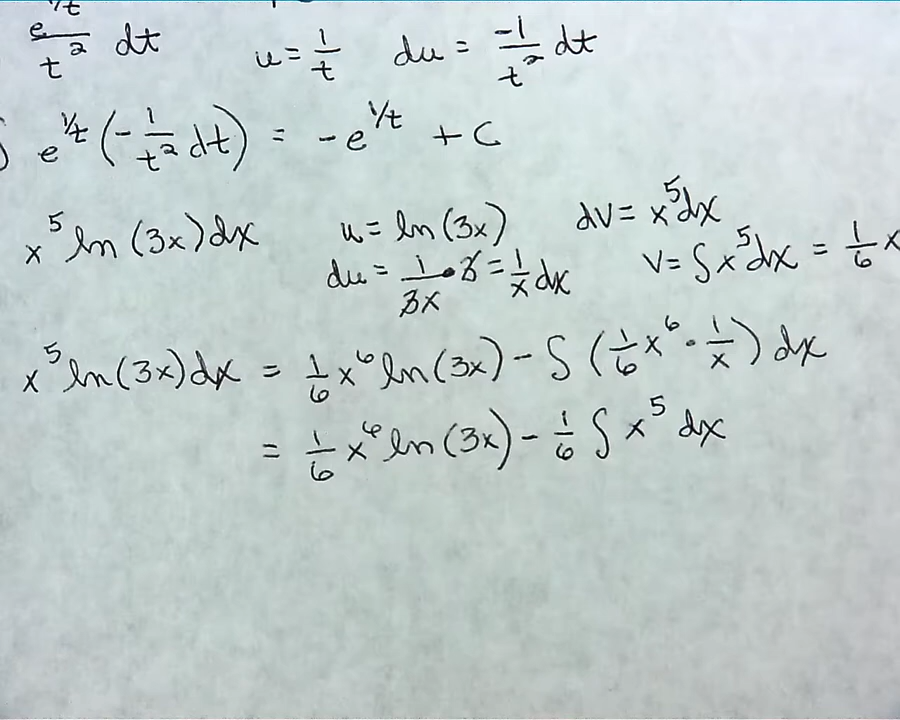 e^{1/t}/t^2 dt   u = 1/t   du = -1/t^2 dt
e^{1/t} (-1/t^2 dt) = -e^{1/t} + C
x^5 ln(3x)dx   u = ln(3x)   dv = x^5 dx
du = 1/3x • 3 = 1/x dx   v = ∫x^5 dx = 1/6 x
x^5 ln(3x)dx = 1/6 x^6 ln(3x) - ∫(1/6 x^6 · 1/x) dx
= 1/6 x^6 ln(3x) - 1/6 ∫ x^5 dx